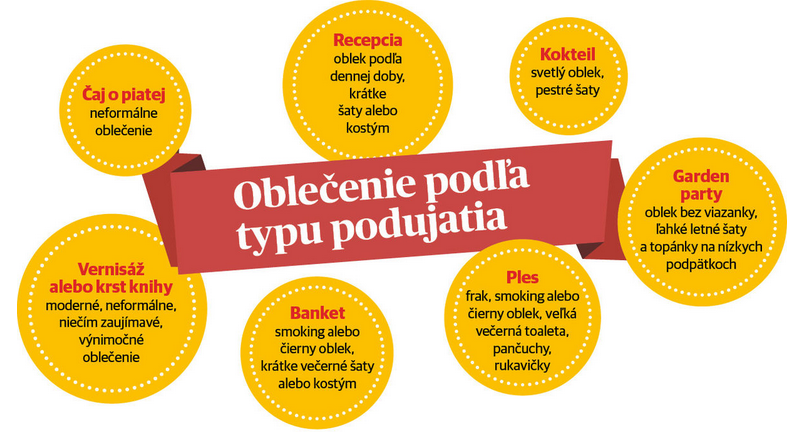 Oblečenie podľa
typu podujatia
Čaj o piatej
neformálne
oblečenie
Recepcia
oblek podľa
dennej doby,
krátke
šaty alebo
kostým
Kokteil
svetlý oblek,
pestré šaty
Garden
party
oblek bez viazanky,
ľahké letné šaty
a topánky na nízkych
podpätkoch
Vernisáž
alebo krst knihy
moderné, neformálne,
niečím zaujímavé,
výnimočné
oblečenie
Banket
smoking alebo
čierny oblek,
krátke večerné šaty
alebo kostým
Ples
frak, smoking alebo
čierny oblek, veľká
večerná toaleta,
pančuchy,
rukavičky